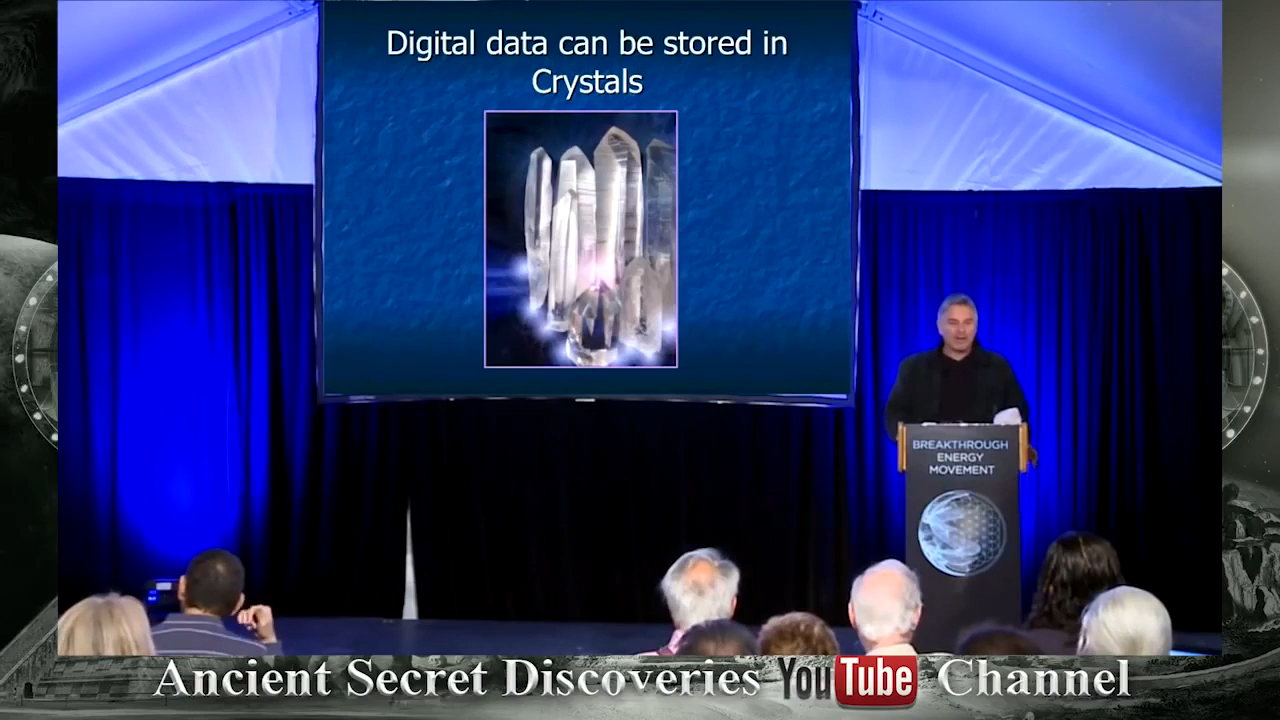 Digital data can be stored in
Crystals
BREAKTHROUGH
ENERGY
MOVEMENT
Ancient Secret Discoveries YouTube Channel